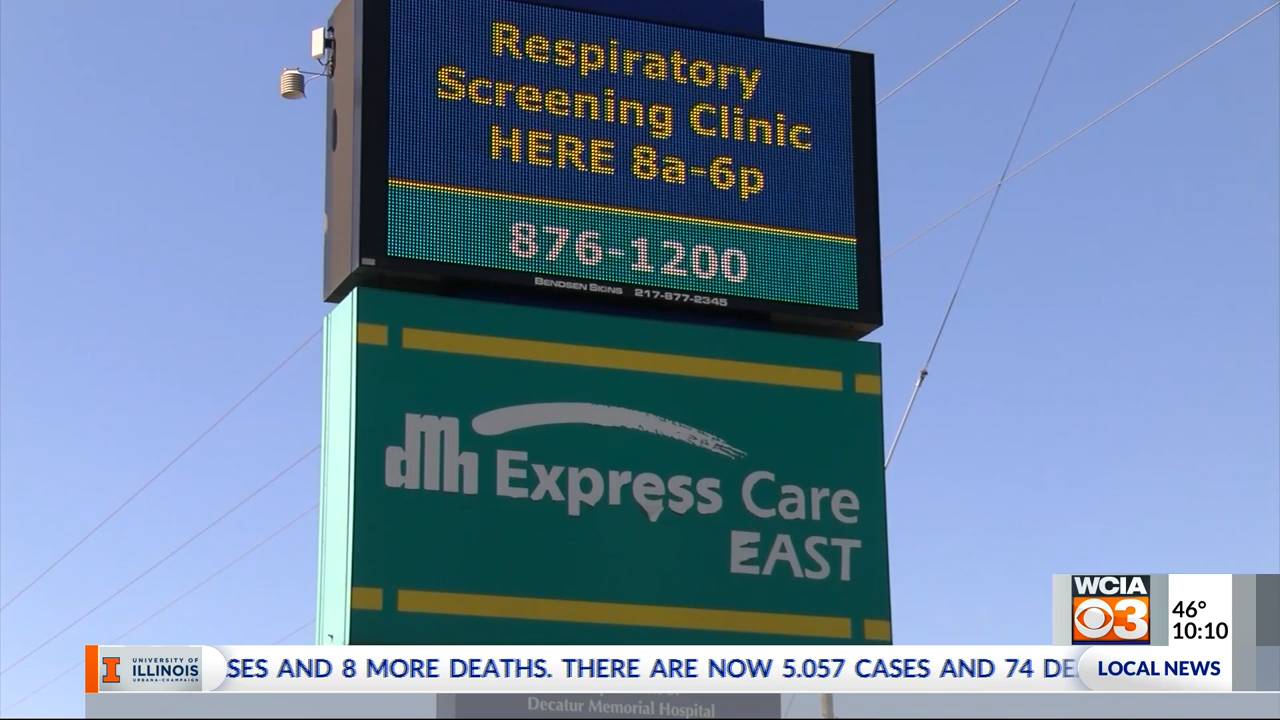 Respiratory
Screening Clinic
HERE 8a-6p
876-1200
BENDSEN SIGNS 217-877-2345
dmh Express Care
EAST
WCIA
3
46°
10:10
UNIVERSITY OF
ILLINOIS
URBANA-CHAMPAIGN
SES AND 8 MORE DEATHS. THERE ARE NOW 5.057 CASES AND 74 DE
LOCAL NEWS
Decatur Memorial Hospital